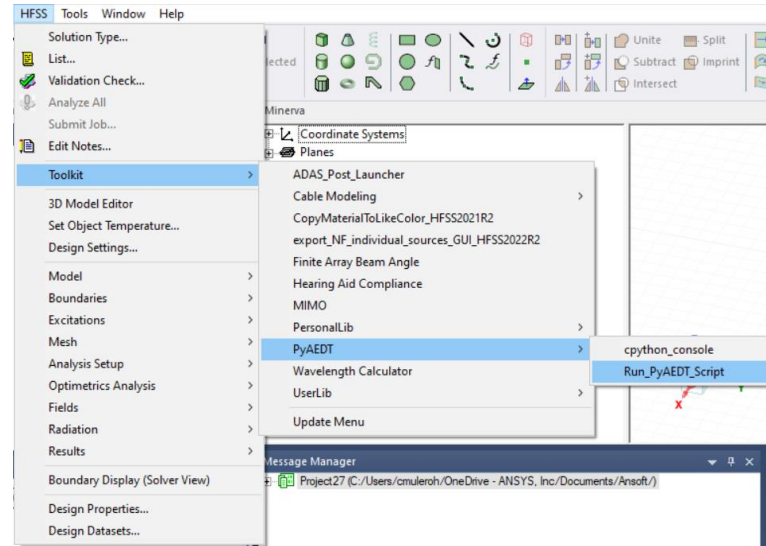 HFSS Tools Window Help
Solution Type...
List...
Validation Check...
Analyze All
Submit Job...
Edit Notes...
Toolkit
3D Model Editor
Set Object Temperature...
Design Settings...
Model
Boundaries
Excitations
Mesh
Analysis Setup
Optimetrics Analysis
Fields
Radiation
Results
Boundary Display (Solver View)
Design Properties...
Design Datasets...
lected
Unite Split
Subtract Imprint
Intersect
Minerva
Coordinate Systems
Planes
ADAS_Post_Launcher
Cable Modeling
CopyMaterialToLikeColor_HFSS2021R2
export_NF_individual_sources_GUI_HFSS2022R2
Finite Array Beam Angle
Hearing Aid Compliance
MIMO
PersonalLib
PyAEDT
Wavelength Calculator
UserLib
Update Menu
cpython_console
Run_PyAEDT_Script
X
Message Manager
Project27 (C:/Users/cmuleroh/OneDrive - ANSYS, Inc/Documents/Ansoft/)